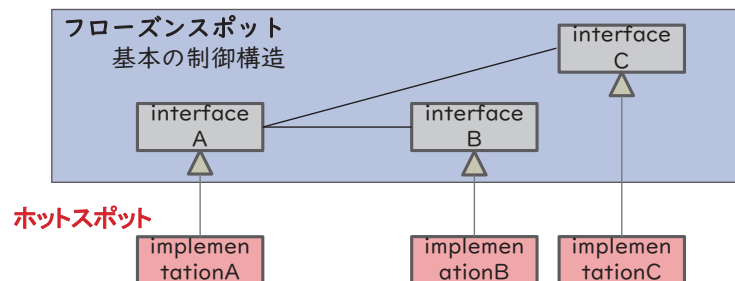 フローズンスポット
基本の制御構造
interface
C
interface
A
interface
B
ホットスポット
implemen
tationA
implemen
ationB
implemen
tationC